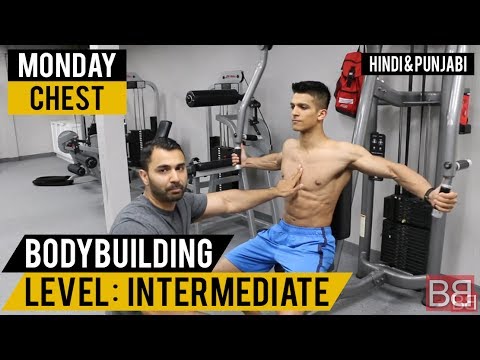 MONDAY
CHEST
HINDI & PUNJABI
BODYBUILDING
LEVEL: INTERMEDIATE
BB